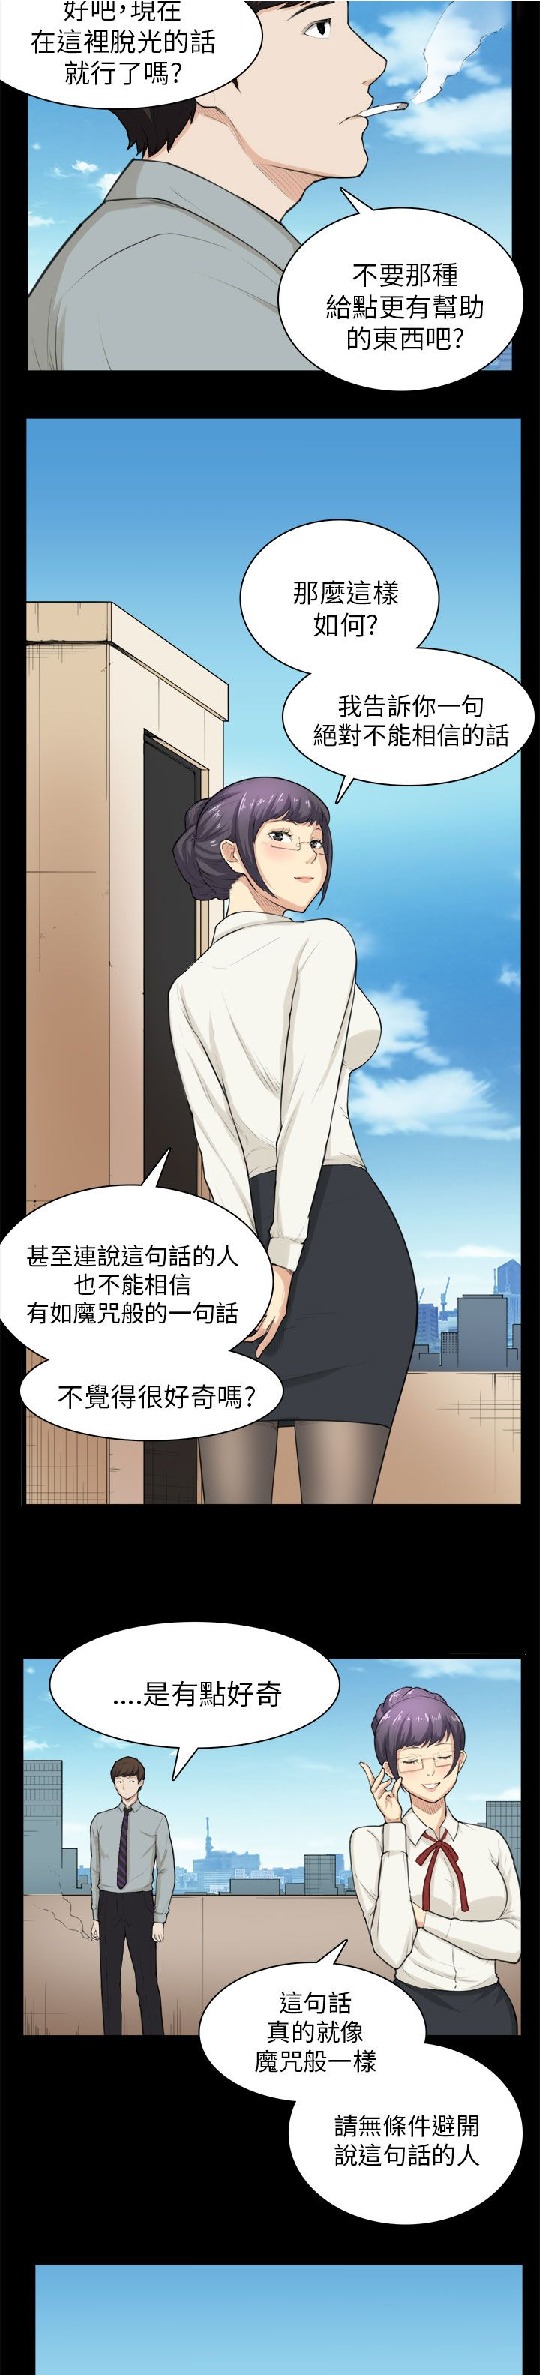 好吧，現在
在這裡脫光的話
就行了嗎?
不要那種
給點更有幫助
的東西吧?
那麼這樣
如何?
我告訴你一句
絕對不能相信的話
甚至連說這句話的人
也不能相信
有如魔咒般的一句話
不覺得很好奇嗎?
....是有點好奇
這句話
真的就像
魔咒般一樣
請無條件避開
說這句話的人